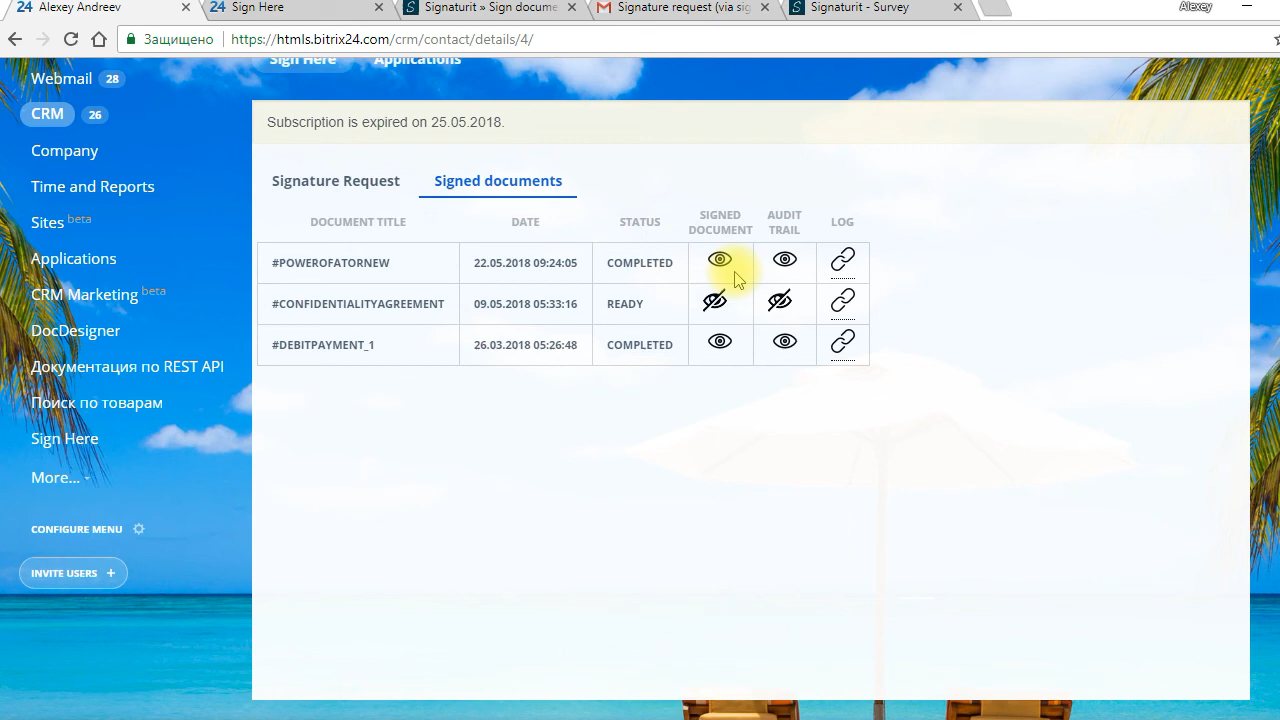 24 Alexey Andreev
24 Sign Here
Signaturit » Sign docume
Signature request (via sig
Signaturit - Survey
Alexey
Защищено
https://htmls.bitrix24.com/crm/contact/details/4/
Webmail 28
CRM 26
Company
Time and Reports
Sites beta
Applications
CRM Marketing beta
DocDesigner
Документация по REST API
Поиск по товарам
Sign Here
More...
CONFIGURE MENU
INVITE USERS +
Sign Here Applications
Subscription is expired on 25.05.2018.
Signature Request Signed documents
DOCUMENT TITLE DATE STATUS SIGNED DOCUMENT AUDIT TRAIL LOG
#POWEROFATORNEW 22.05.2018 09:24:05 COMPLETED
#CONFIDENTIALITYAGREEMENT 09.05.2018 05:33:16 READY
#DEBITPAYMENT_1 26.03.2018 05:26:48 COMPLETED